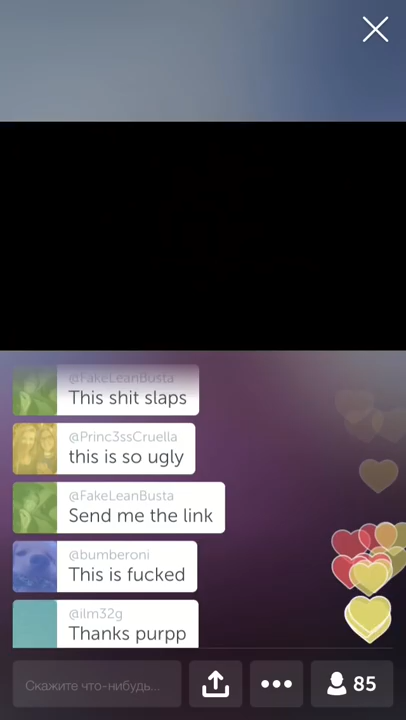 @FakeLeanBusta
This shit slaps
@Princ3ssCruella
this is so ugly
@FakeLeanBusta
Send me the link
@bumberoni
This is fucked
@ilm32g
Thanks purpp
Скажите что-нибудь...
85